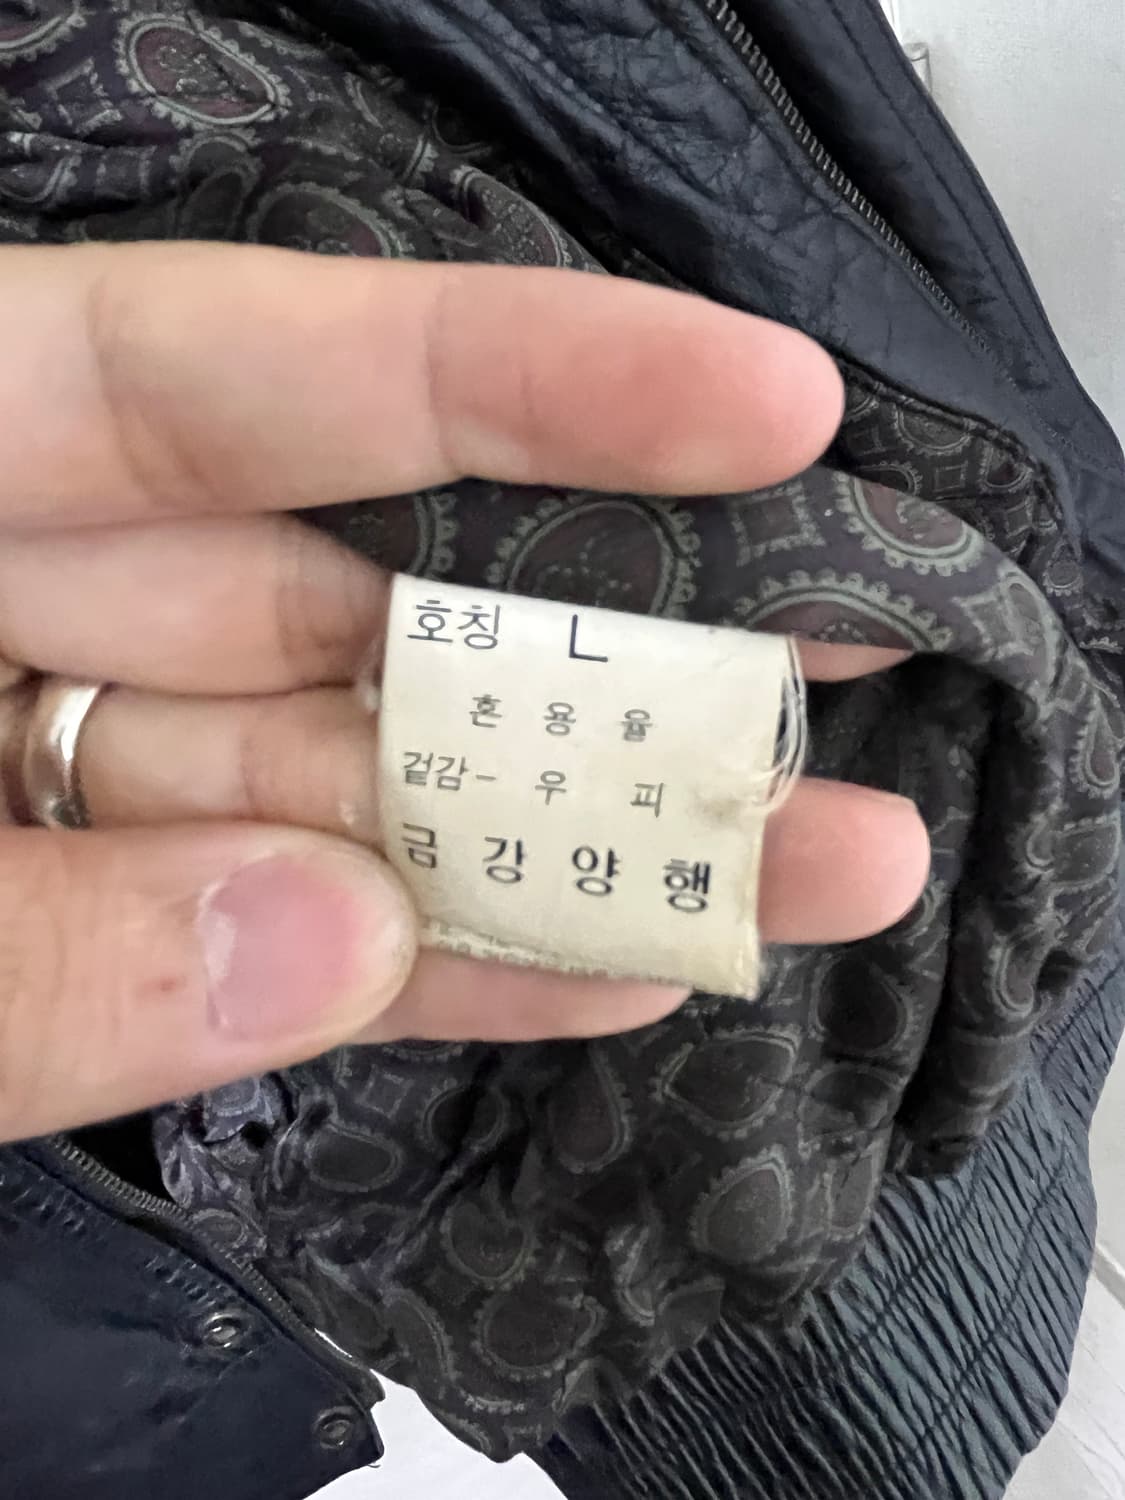 호칭 L
혼 용 율
겉감- 우 피
금 강 양 행